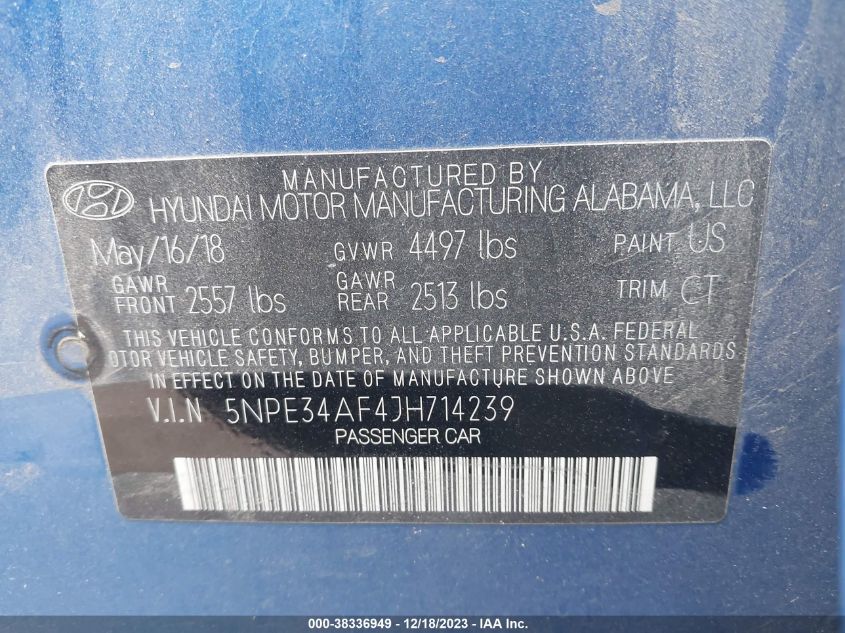 MANUFACTURED BY
HYUNDAI MOTOR MANUFACTURING ALABAMA, LLC
May/16/18 GVWR 4497 lbs PAINT US
GAWR FRONT 2557 lbs GAWR REAR 2513 lbs TRIM CT
THIS VEHICLE CONFORMS TO ALL APPLICABLE U.S.A. FEDERAL
OTOR VEHICLE SAFETY, BUMPER, AND THEFT PREVENTION STANDARDS
IN EFFECT ON THE DATE OF MANUFACTURE SHOWN ABOVE.
V.I.N 5NPE34AF4JH714239
PASSENGER CAR
000-38336949 - 12/18/2023 - IAA Inc.